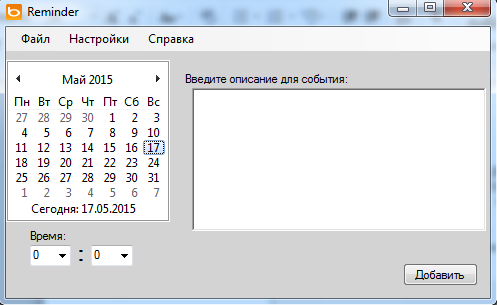 Reminder
Файл Настройки Справка
Май 2015
Пн Вт Ср Чт Пт Сб Вс
27 28 29 30 1 2 3
4 5 6 7 8 9 10
11 12 13 14 15 16 17
18 19 20 21 22 23 24
25 26 27 28 29 30 31
1 2 3 4 5 6 7
Сегодня: 17.05.2015
Введите описание для события:
Время:
0 : 0
Добавить